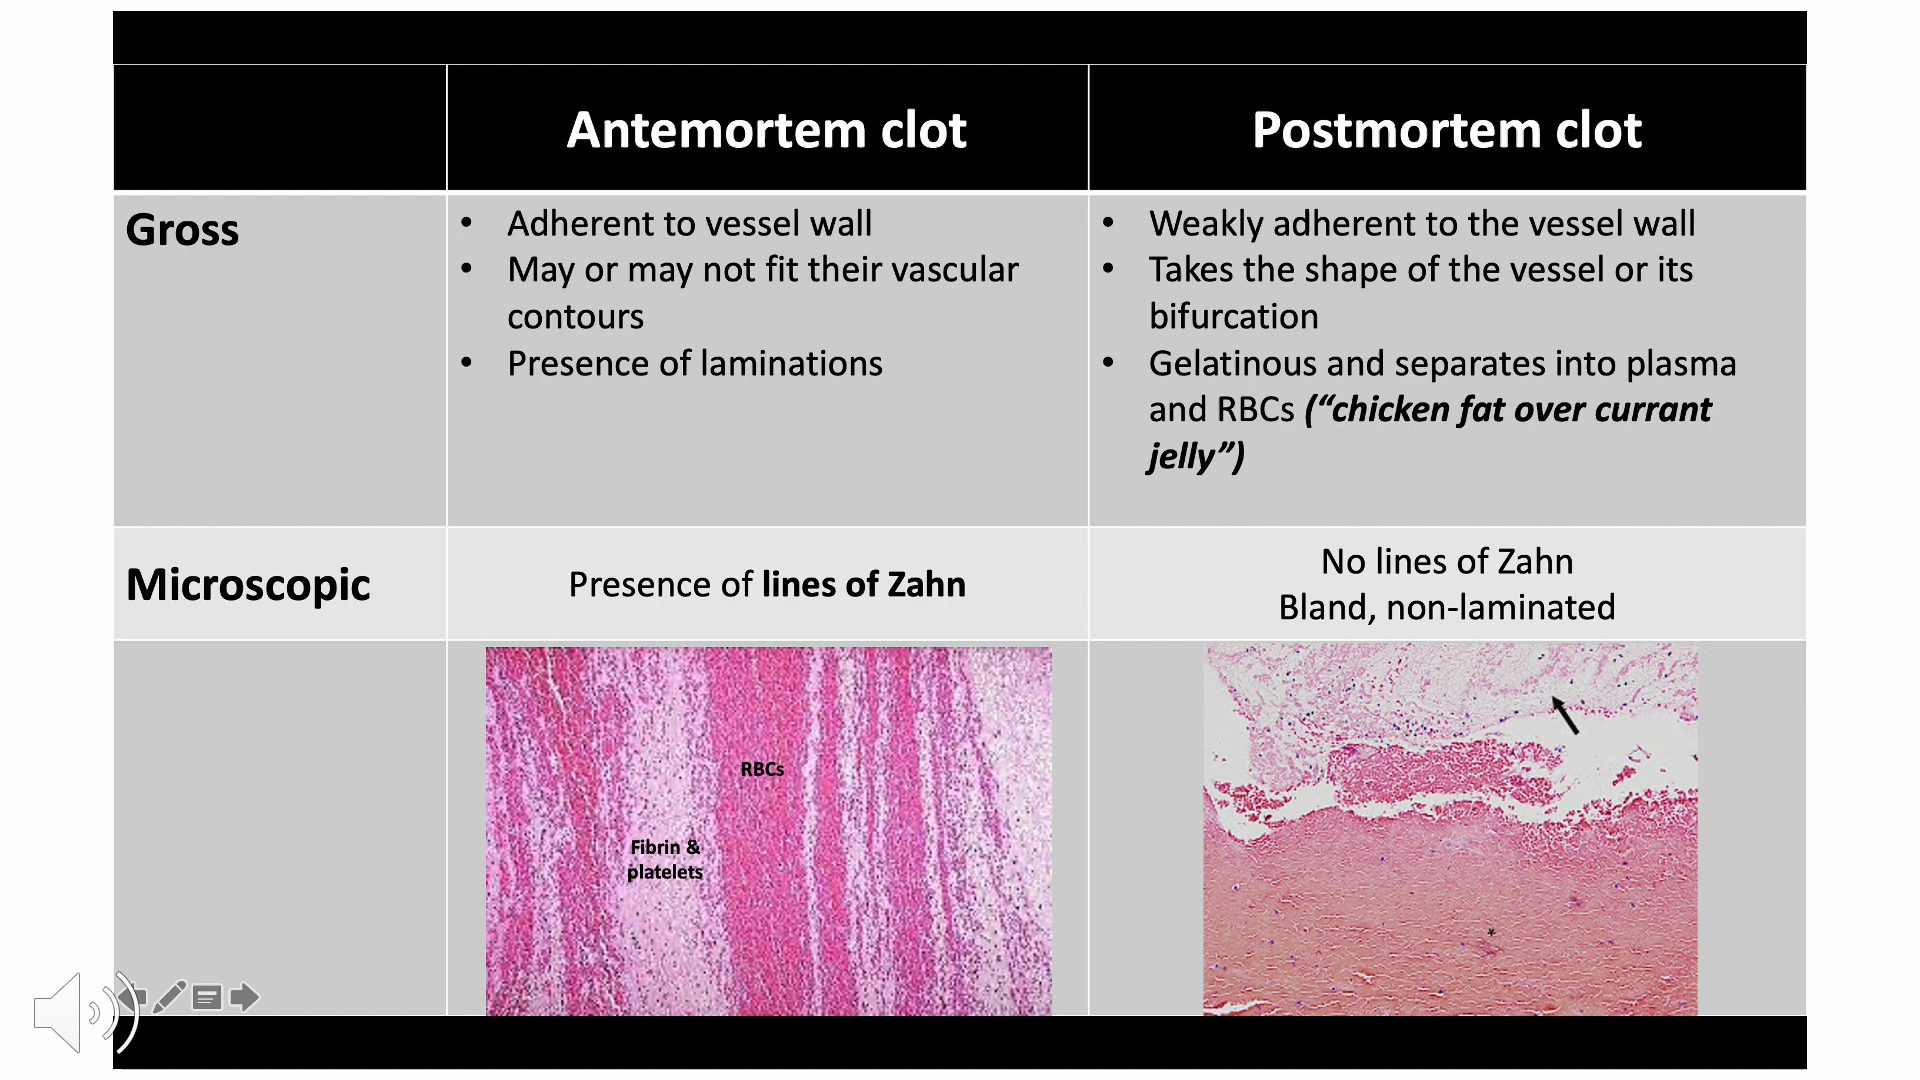 Antemortem clot
Postmortem clot
Gross
• Adherent to vessel wall
• May or may not fit their vascular
contours
• Presence of laminations
• Weakly adherent to the vessel wall
• Takes the shape of the vessel or its
bifurcation
• Gelatinous and separates into plasma
and RBCs (“chicken fat over currant
jelly”)
Microscopic
Presence of lines of Zahn
No lines of Zahn
Bland, non-laminated
RBCs
Fibrin &
platelets
*